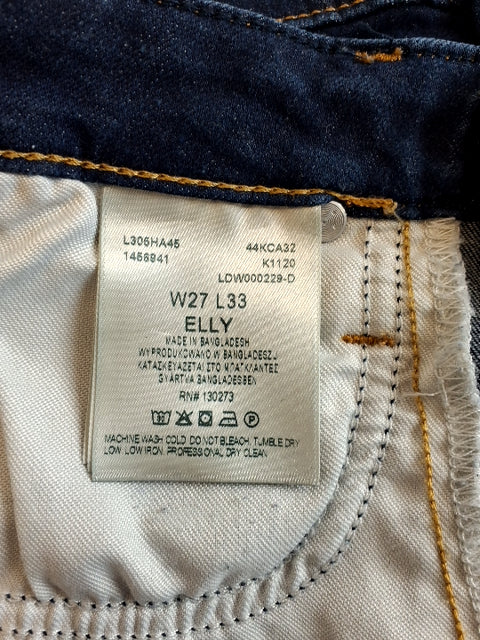 L305HA45 44KCA32
1456941 K1120
LDW000229-D
W27 L33
ELLY
MADE IN BANGLADESH
WYPRODUKOWANO W BANGLADESZU
ΚΑΤΑΣΚΕΥΑΖΕΤΑΙ ΣΤΟ ΜΠΑΓΚΛΑΝΤΕΣ
GYÁRTVA BANGLADESBEN
RN# 130273
MACHINE WASH COLD. DO NOT BLEACH. TUMBLE DRY
LOW. LOW IRON. PROFESSIONAL DRY CLEAN